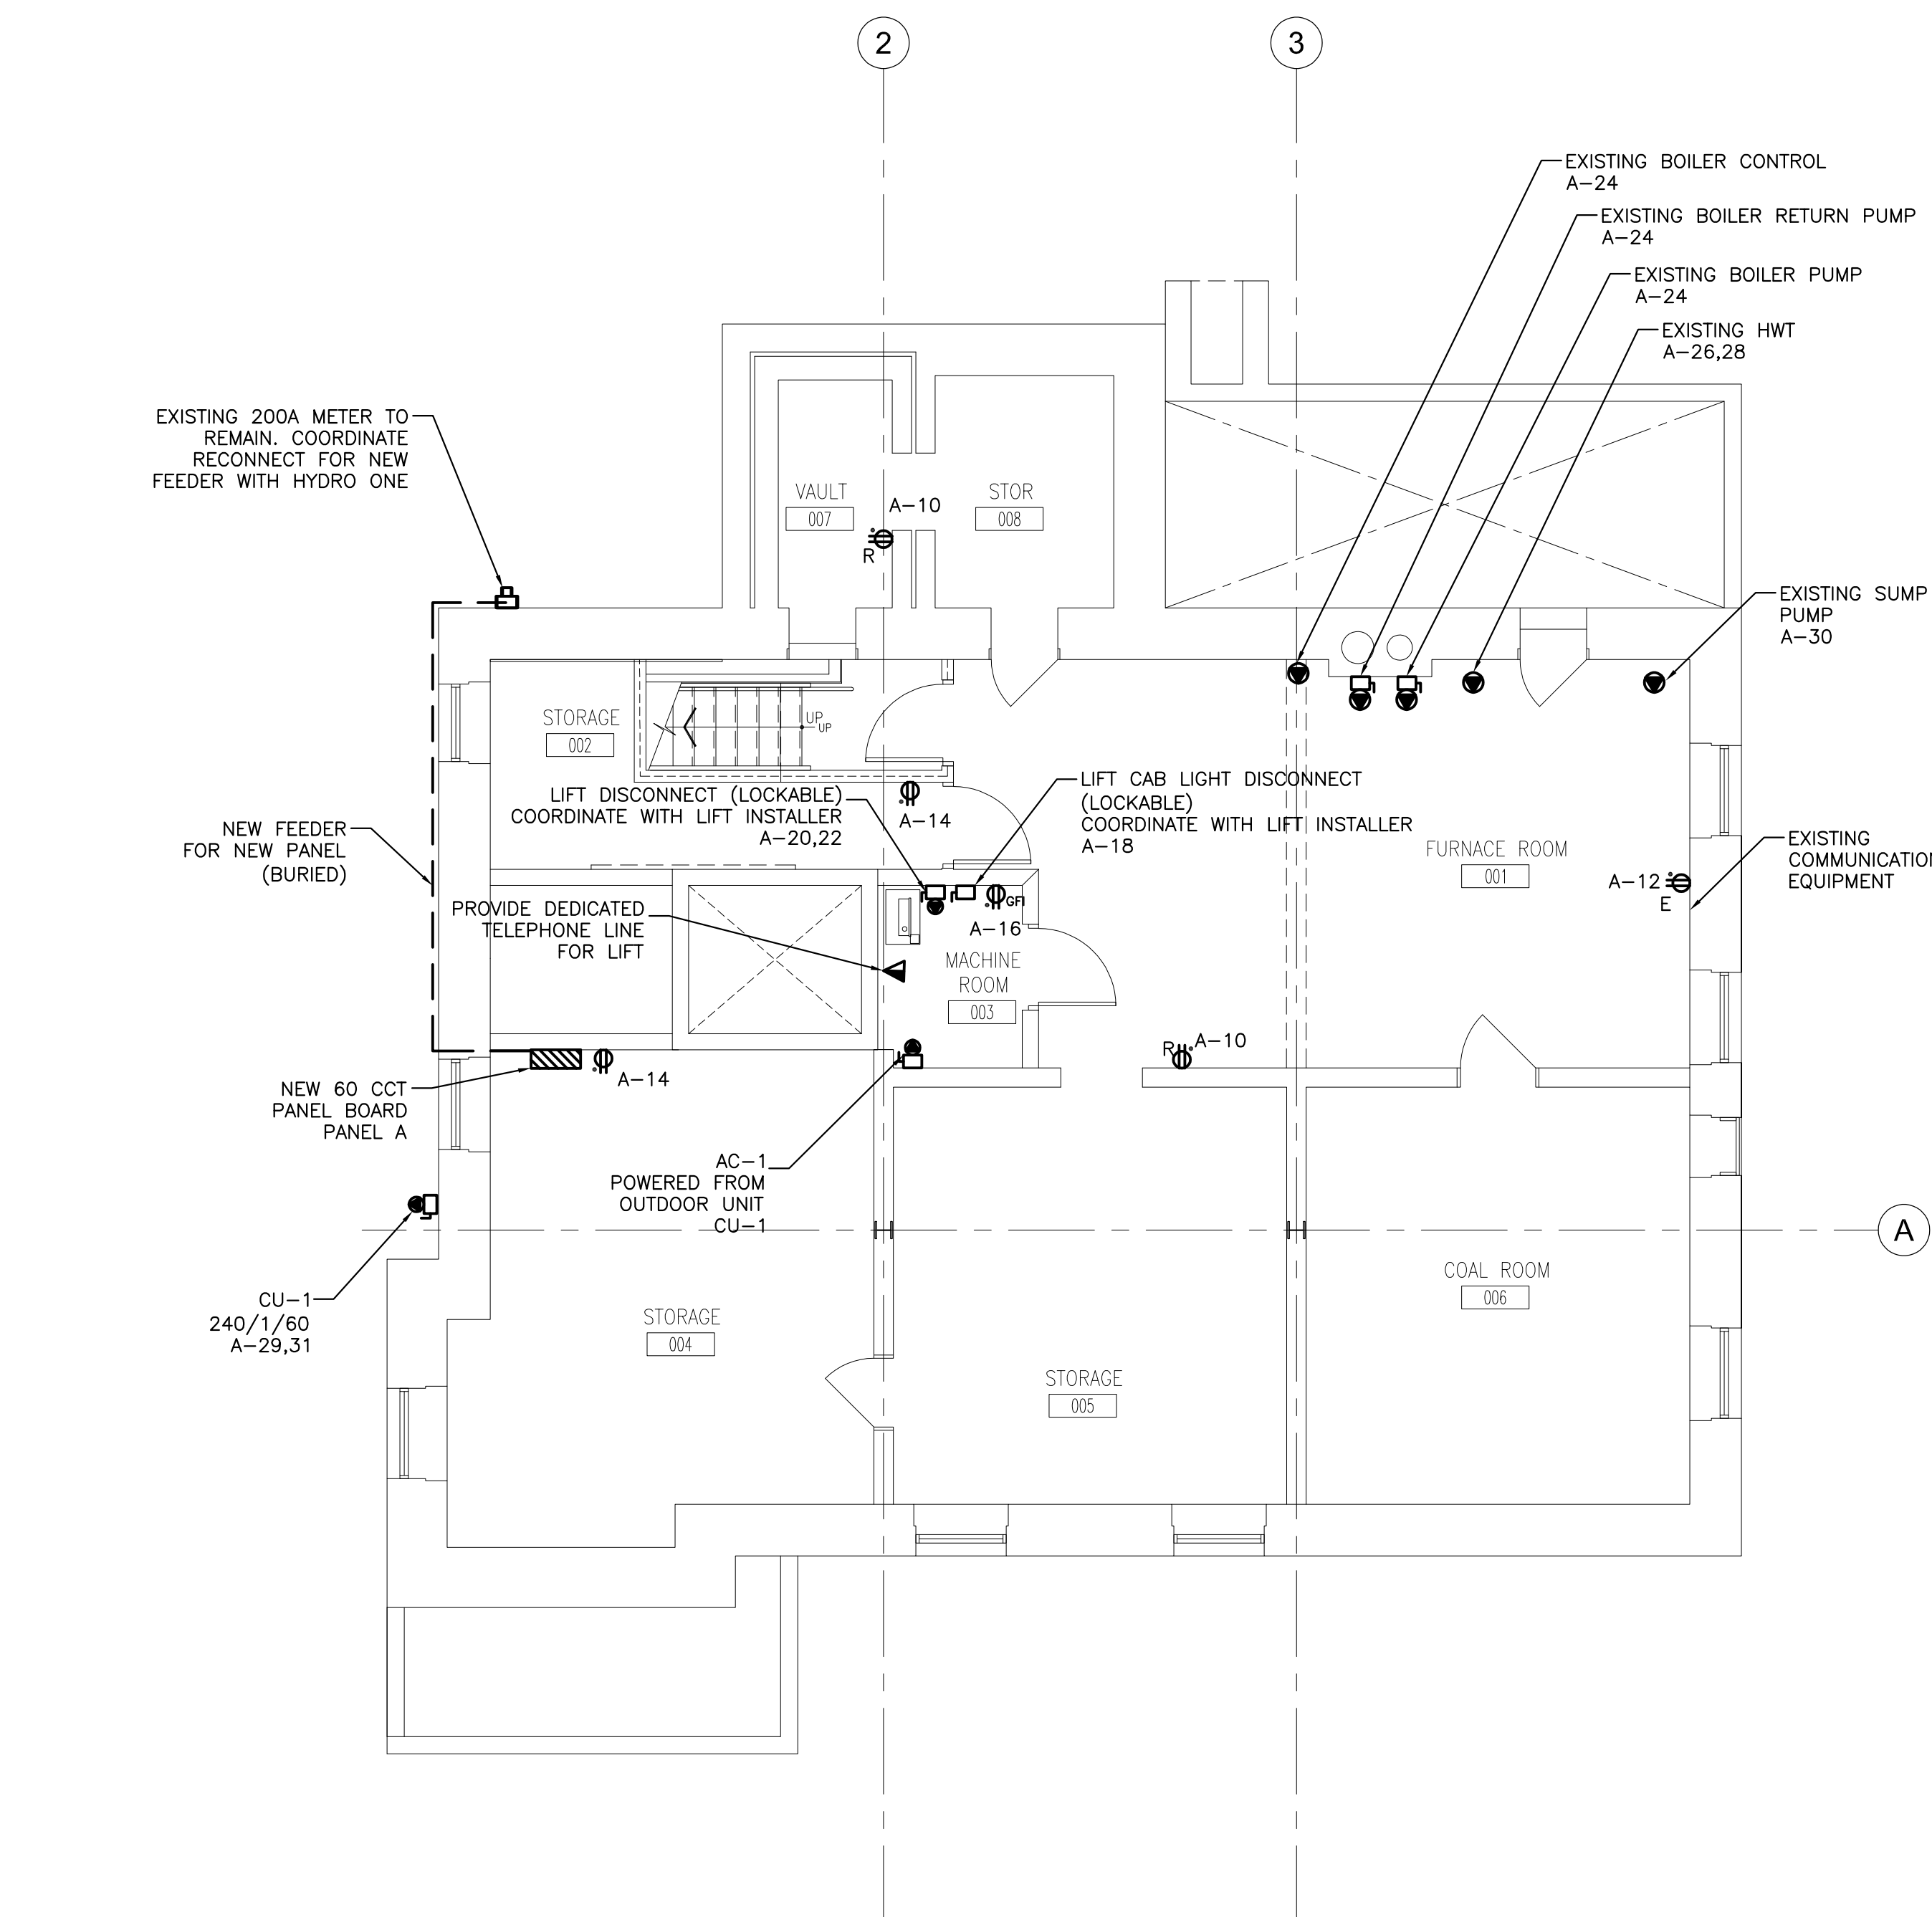 2
3
EXISTING BOILER CONTROL
A-24
EXISTING BOILER RETURN PUMP
A-24
EXISTING BOILER PUMP
A-24
EXISTING HWT
A-26,28
EXISTING 200A METER TO
REMAIN. COORDINATE
RECONNECT FOR NEW
FEEDER WITH HYDRO ONE
VAULT
007
A-10
R
STOR
008
EXISTING SUMP
PUMP
A-30
STORAGE
002
UP
UP
LIFT DISCONNECT (LOCKABLE)
COORDINATE WITH LIFT INSTALLER
A-20,22
A-14
LIFT CAB LIGHT DISCONNECT
(LOCKABLE)
COORDINATE WITH LIFT INSTALLER
A-18
NEW FEEDER
FOR NEW PANEL
(BURIED)
FURNACE ROOM
001
A-12
E
EXISTING
COMMUNICATION
EQUIPMENT
PROVIDE DEDICATED
TELEPHONE LINE
FOR LIFT
GFI
A-16
MACHINE
ROOM
003
R
A-10
NEW 60 CCT
PANEL BOARD
PANEL A
A-14
AC-1
POWERED FROM
OUTDOOR UNIT
CU-1
A
CU-1
240/1/60
A-29,31
STORAGE
004
STORAGE
005
COAL ROOM
006